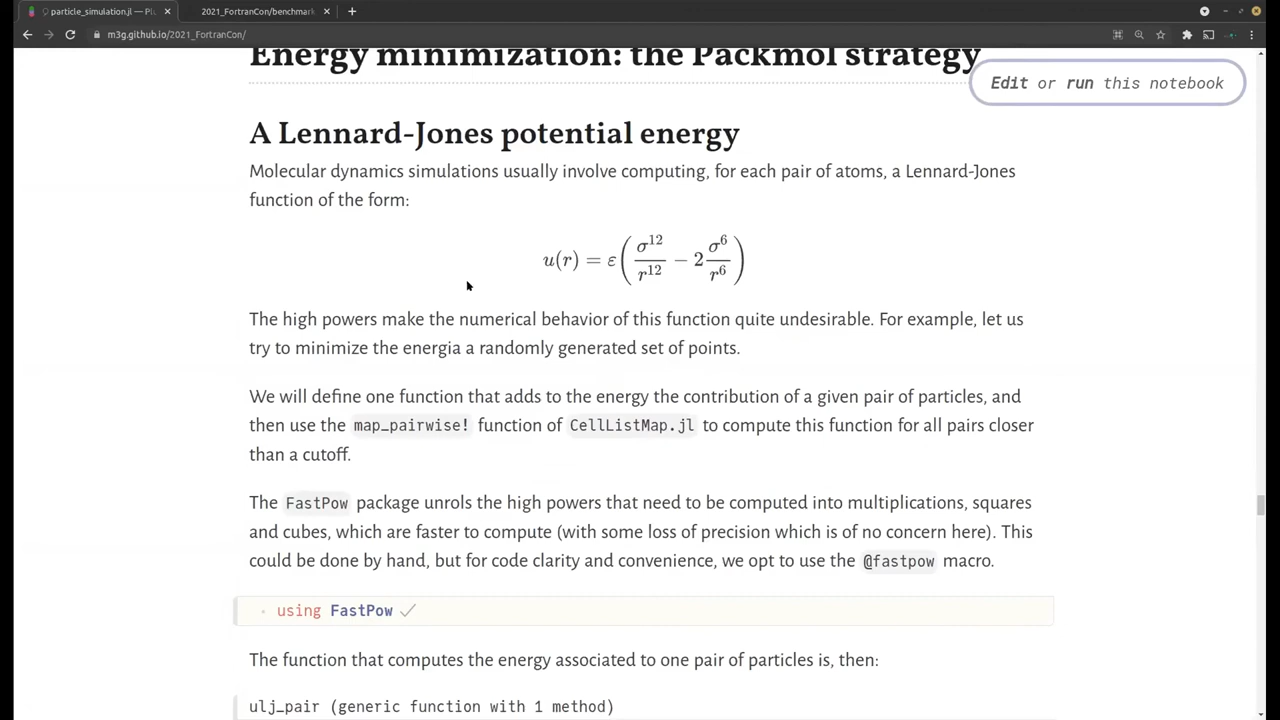 particle_simulation.jl — Pl
2021_FortranCon/benchmark
m3g.github.io/2021_FortranCon/
Energy minimization: the Packmol strategy
Edit or run this notebook
A Lennard-Jones potential energy
Molecular dynamics simulations usually involve computing, for each pair of atoms, a Lennard-Jones
function of the form:
u(r) = ε(σ^12/r^12 − 2 σ^6/r^6)
The high powers make the numerical behavior of this function quite undesirable. For example, let us
try to minimize the energia a randomly generated set of points.
We will define one function that adds to the energy the contribution of a given pair of particles, and
then use the map_pairwise! function of CellListMap.jl to compute this function for all pairs closer
than a cutoff.
The FastPow package unrols the high powers that need to be computed into multiplications, squares
and cubes, which are faster to compute (with some loss of precision which is of no concern here). This
could be done by hand, but for code clarity and convenience, we opt to use the @fastpow macro.
using FastPow ✓
The function that computes the energy associated to one pair of particles is, then:
ulj_pair (generic function with 1 method)